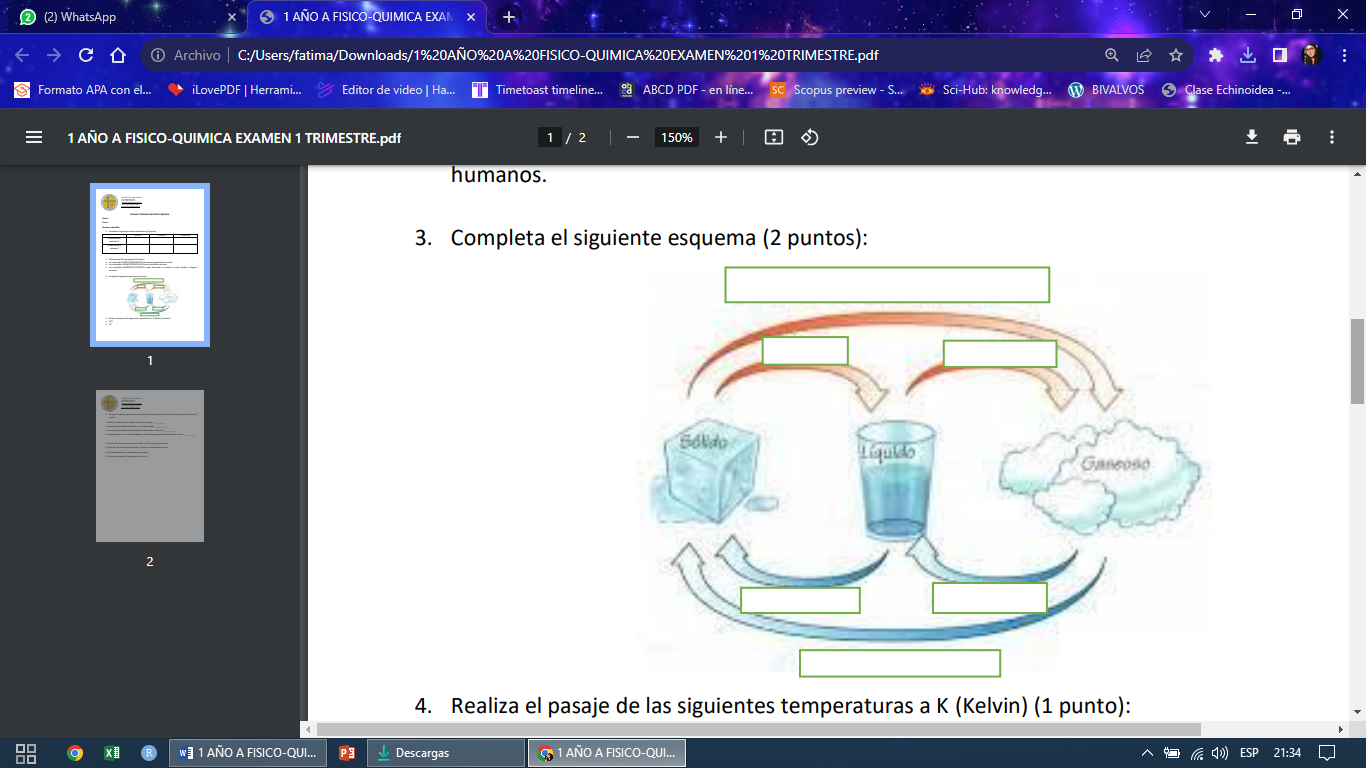 (2) WhatsApp
1 AÑO A FISICO-QUIMICA EXAM
Archivo
C:/Users/fatima/Downloads/1%20AÑO%20A%20FISICO-QUIMICA%20EXAMEN%201%20TRIMESTRE.pdf
Formato APA con el...
iLovePDF | Herrami...
Editor de video | Ha...
Timetoast timeline...
ABCD PDF - en líne...
Scopus preview - S...
Sci-Hub: knowledg...
BIVALVOS
Clase Echinoidea -...
1 AÑO A FISICO-QUIMICA EXAMEN 1 TRIMESTRE.pdf
1 / 2
150%
humanos.
3. Completa el siguiente esquema (2 puntos):
Sólido
Líquido
Gaseoso
4. Realiza el pasaje de las siguientes temperaturas a K (Kelvin) (1 punto):
1
2
1 AÑO A FISICO-QUI...
Descargas
1 AÑO A FISICO-QUI...
ESP
21:34